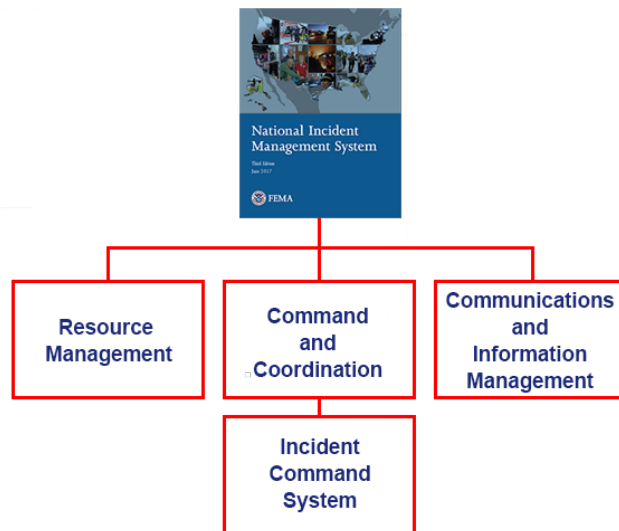 National Incident
Management System
Third Edition
June 2017
FEMA
Resource
Management
Command
and
Coordination
Communications
and
Information
Management
Incident
Command
System